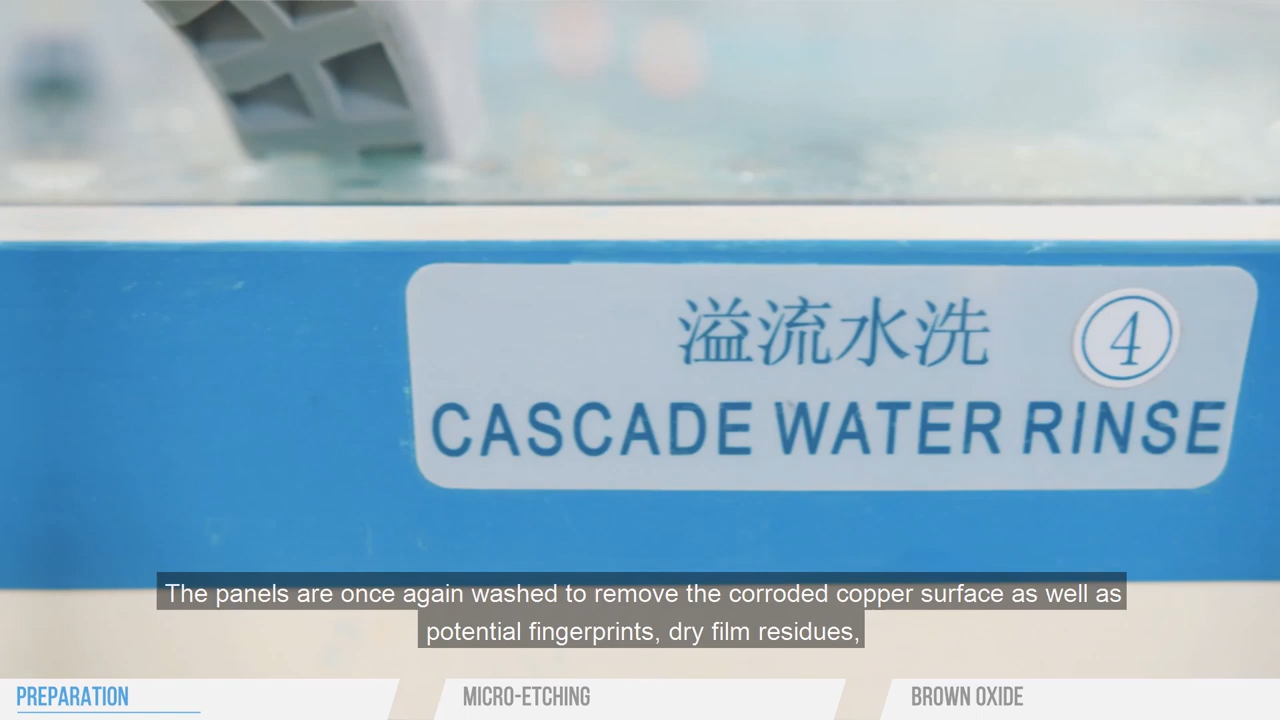 溢流水洗 4
CASCADE WATER RINSE
The panels are once again washed to remove the corroded copper surface as well as
potential fingerprints, dry film residues,
PREPARATION
MICRO-ETCHING
BROWN OXIDE